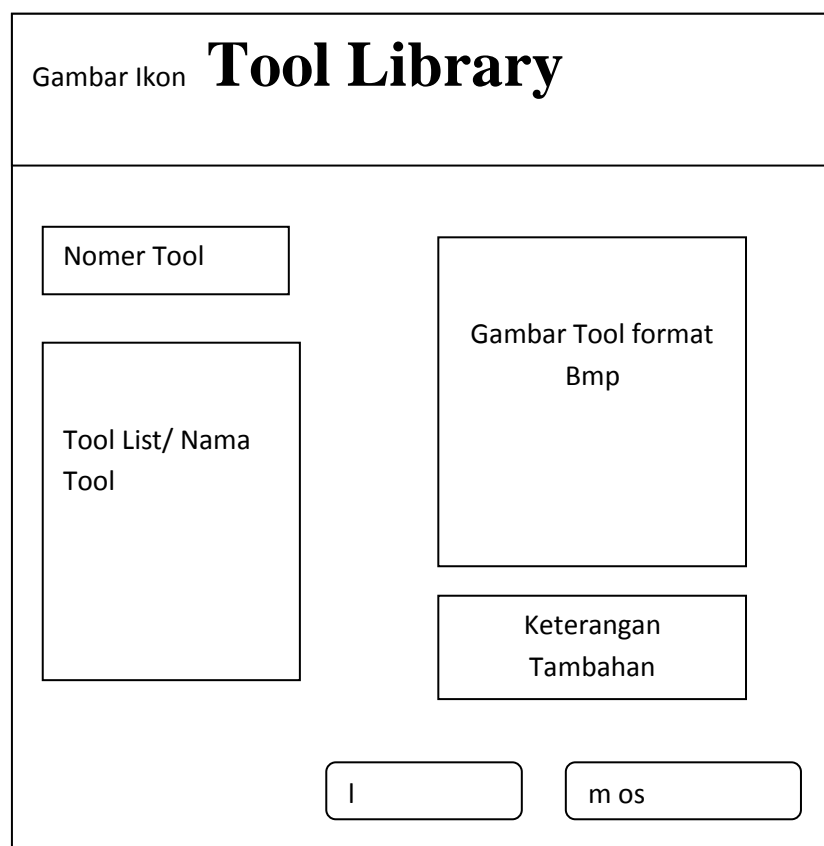 Gambar Ikon Tool Library
Nomer Tool
Tool List/ Nama
Tool
Gambar Tool format
Bmp
Keterangan
Tambahan
l
m os